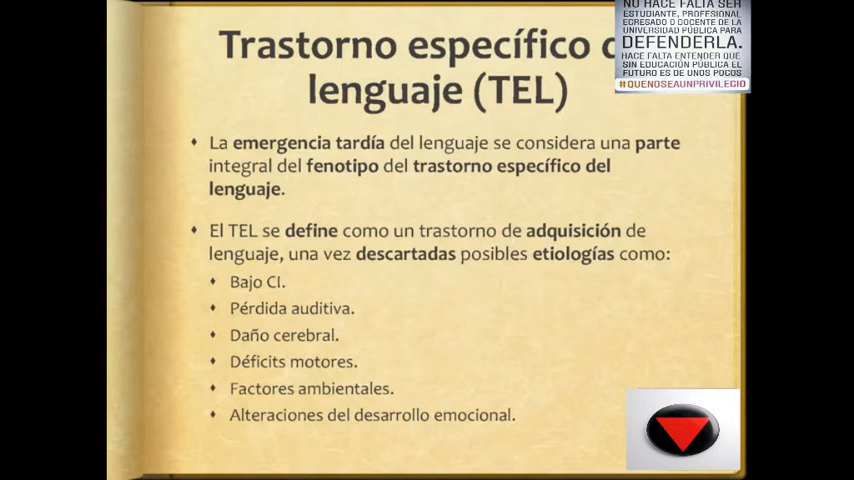 Trastorno específico
lenguaje (TEL)
NO HACE FALTA SER
ESTUDIANTE, PROFESIONAL
EGRESADO O DOCENTE DE LA
UNIVERSIDAD PÚBLICA PARA
DEFENDERLA.
HACE FALTA ENTENDER QUE
SIN EDUCACIÓN PÚBLICA EL
FUTURO ES DE UNOS POCOS
#QUENOSEAUNPRIVILEGIO
La emergencia tardía del lenguaje se considera una parte
integral del fenotipo del trastorno específico del
lenguaje.
El TEL se define como un trastorno de adquisición de
lenguaje, una vez descartadas posibles etiologías como:
Bajo CI.
Pérdida auditiva.
Daño cerebral.
Déficits motores.
Factores ambientales.
Alteraciones del desarrollo emocional.